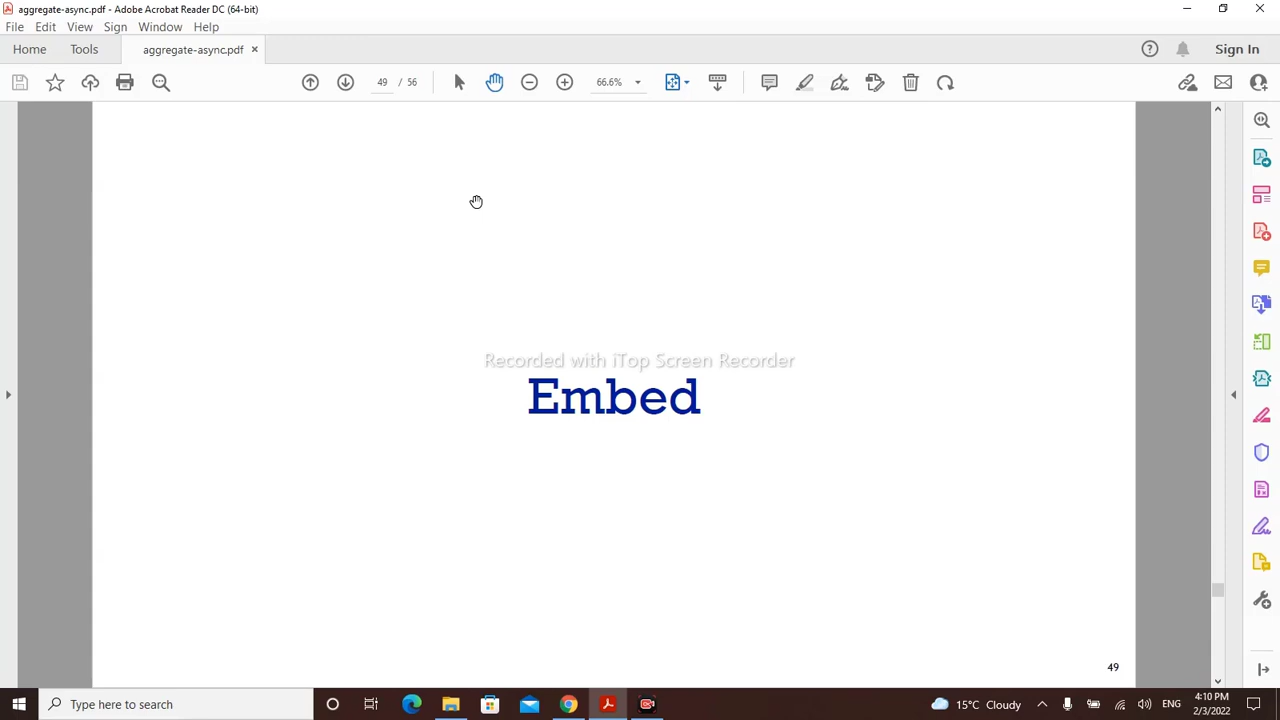 aggregate-async.pdf - Adobe Acrobat Reader DC (64-bit)
File Edit View Sign Window Help
Home Tools aggregate-async.pdf × Sign In
49 / 56 66.6%
Recorded with iTop Screen Recorder
Embed
49
Type here to search
15°C Cloudy ENG 4:10 PM
2/3/2022